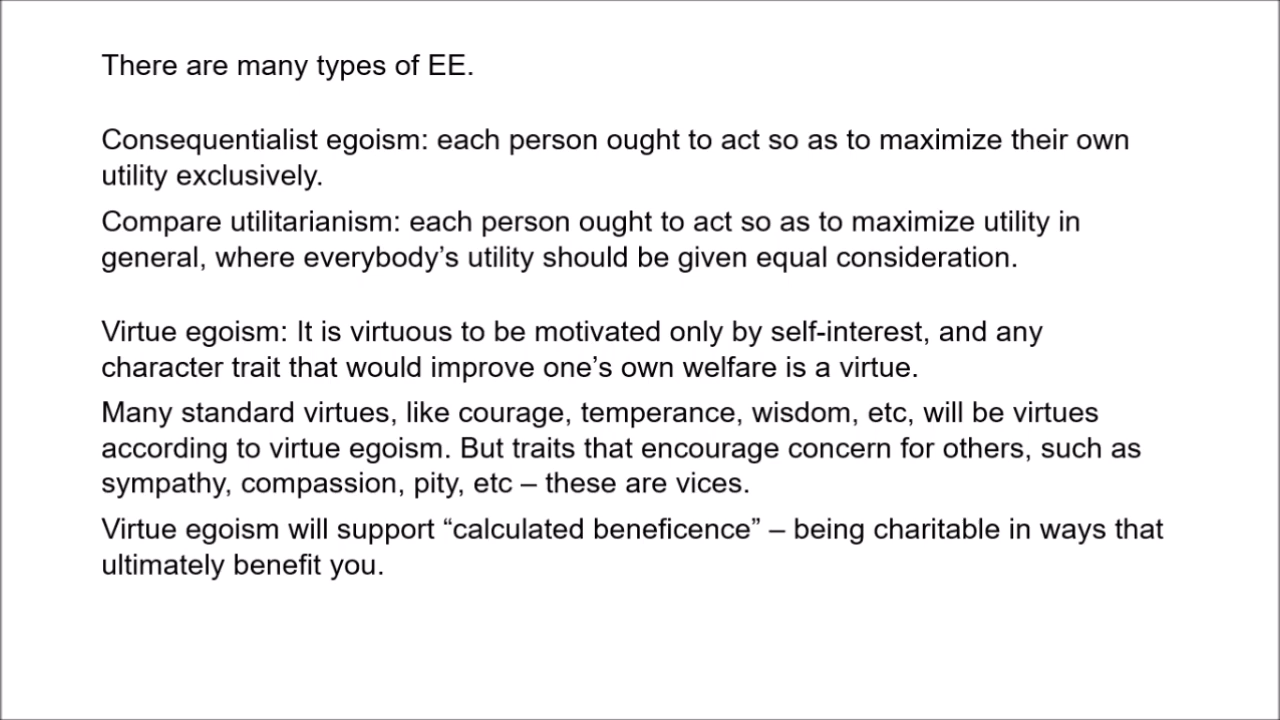 There are many types of EE.
Consequentialist egoism: each person ought to act so as to maximize their own
utility exclusively.
Compare utilitarianism: each person ought to act so as to maximize utility in
general, where everybody’s utility should be given equal consideration.
Virtue egoism: It is virtuous to be motivated only by self-interest, and any
character trait that would improve one’s own welfare is a virtue.
Many standard virtues, like courage, temperance, wisdom, etc, will be virtues
according to virtue egoism. But traits that encourage concern for others, such as
sympathy, compassion, pity, etc – these are vices.
Virtue egoism will support “calculated beneficence” – being charitable in ways that
ultimately benefit you.